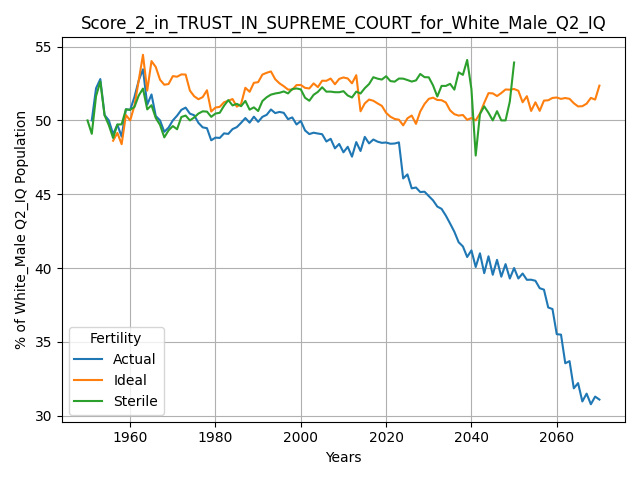 Score_2_in_TRUST_IN_SUPREME_COURT_for_White_Male_Q2_IQ
% of White_Male Q2_IQ Population
55
50
45
40
35
30
Fertility
Actual
Ideal
Sterile
1960 1980 2000 2020 2040 2060
Years